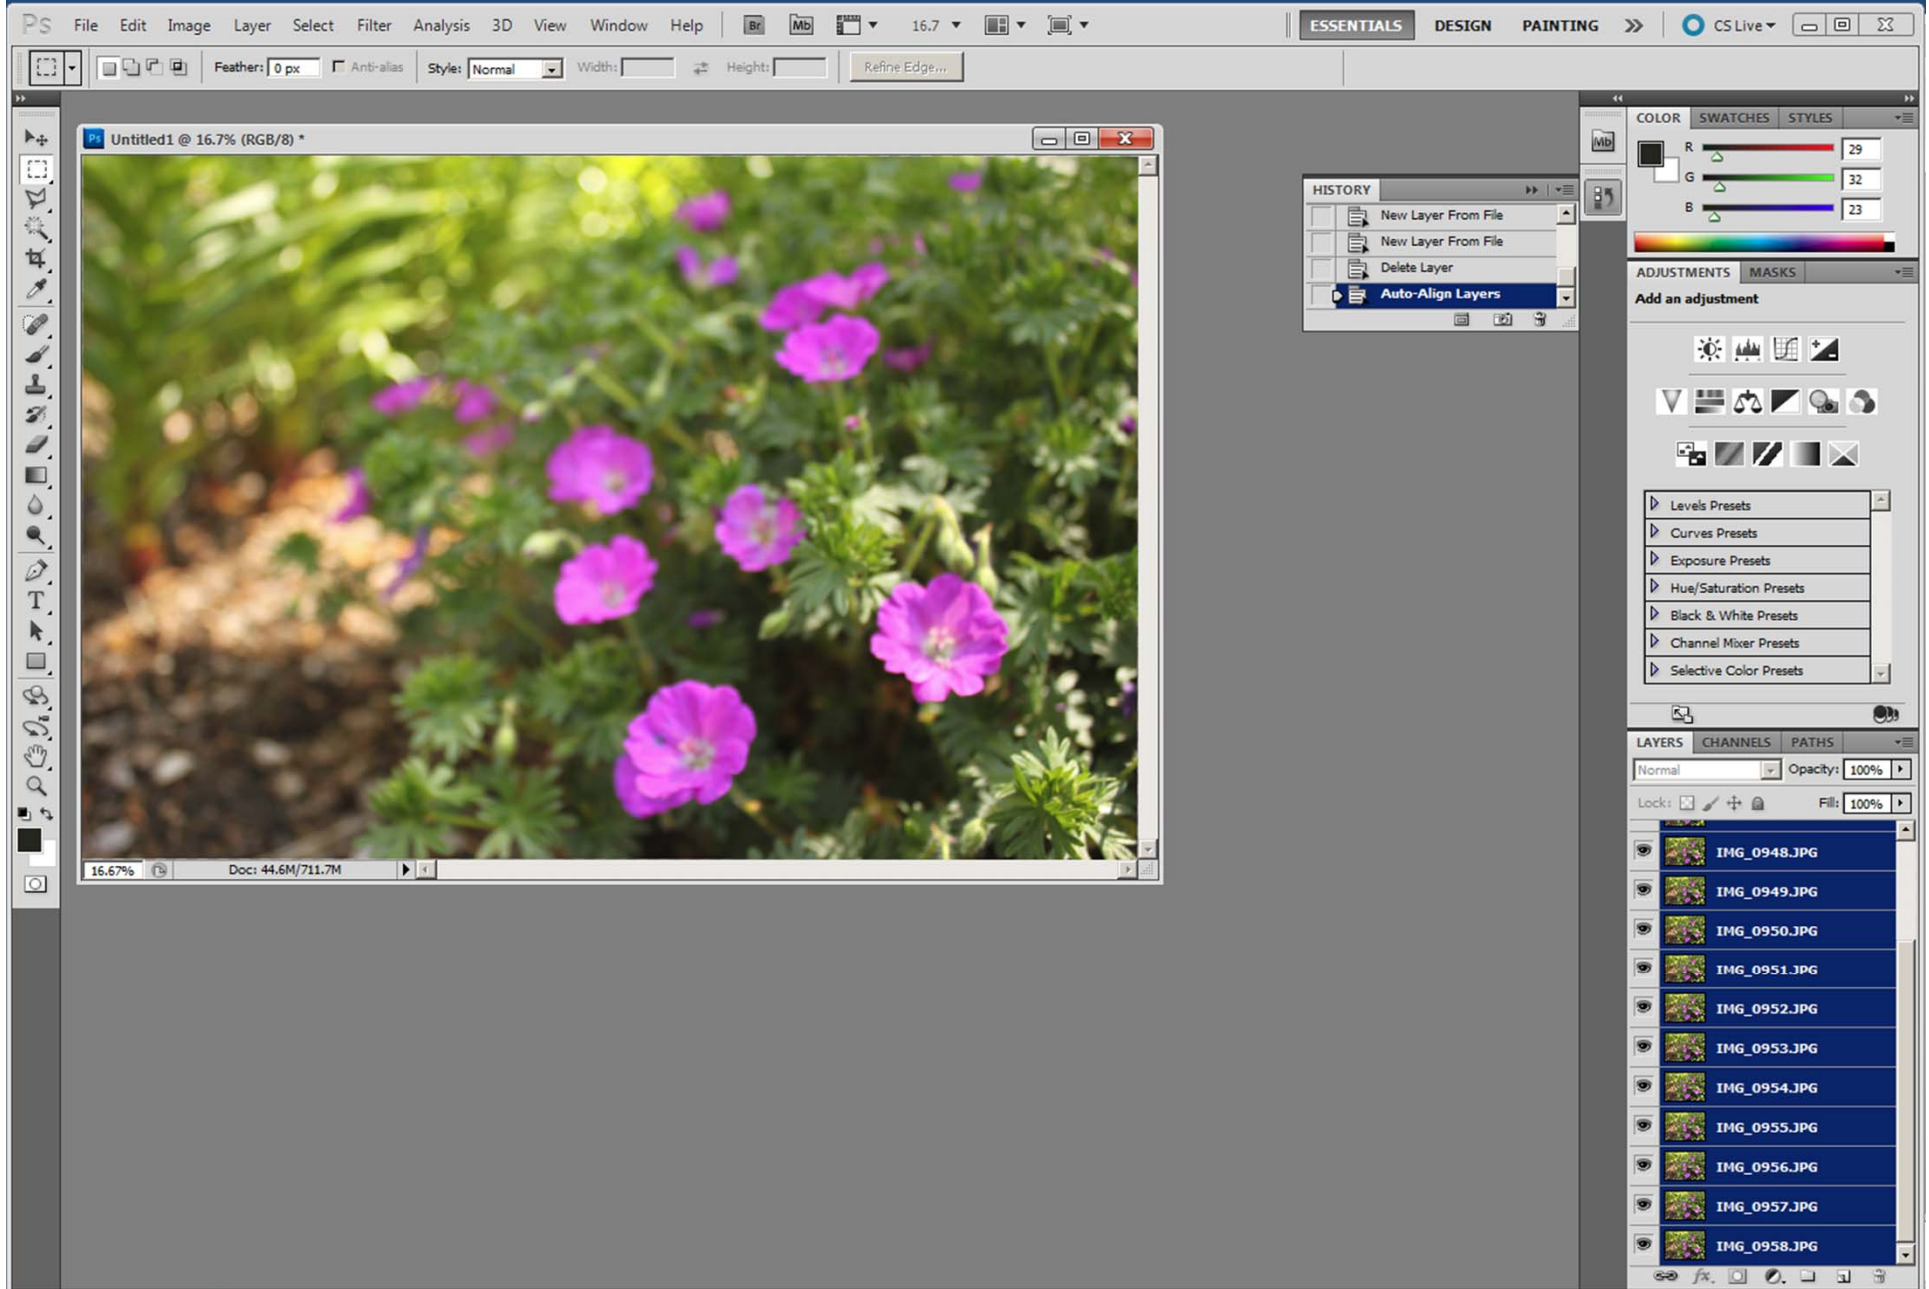 Ps File Edit Image Layer Select Filter Analysis 3D View Window Help Br Mb 16.7 ESSENTIALS DESIGN PAINTING CS Live
Feather: 0 px Anti-alias Style: Normal Width: Height: Refine Edge...
Ps Untitled1 @ 16.7% (RGB/8) *
16.67% Doc: 44.6M/711.7M
T
HISTORY
New Layer From File
New Layer From File
Delete Layer
Auto-Align Layers
Mb
COLOR SWATCHES STYLES
R 29
G 32
B 23
ADJUSTMENTS MASKS
Add an adjustment
Levels Presets
Curves Presets
Exposure Presets
Hue/Saturation Presets
Black & White Presets
Channel Mixer Presets
Selective Color Presets
LAYERS CHANNELS PATHS
Normal Opacity: 100%
Lock: Fill: 100%
IMG_0948.JPG
IMG_0949.JPG
IMG_0950.JPG
IMG_0951.JPG
IMG_0952.JPG
IMG_0953.JPG
IMG_0954.JPG
IMG_0955.JPG
IMG_0956.JPG
IMG_0957.JPG
IMG_0958.JPG
fx.